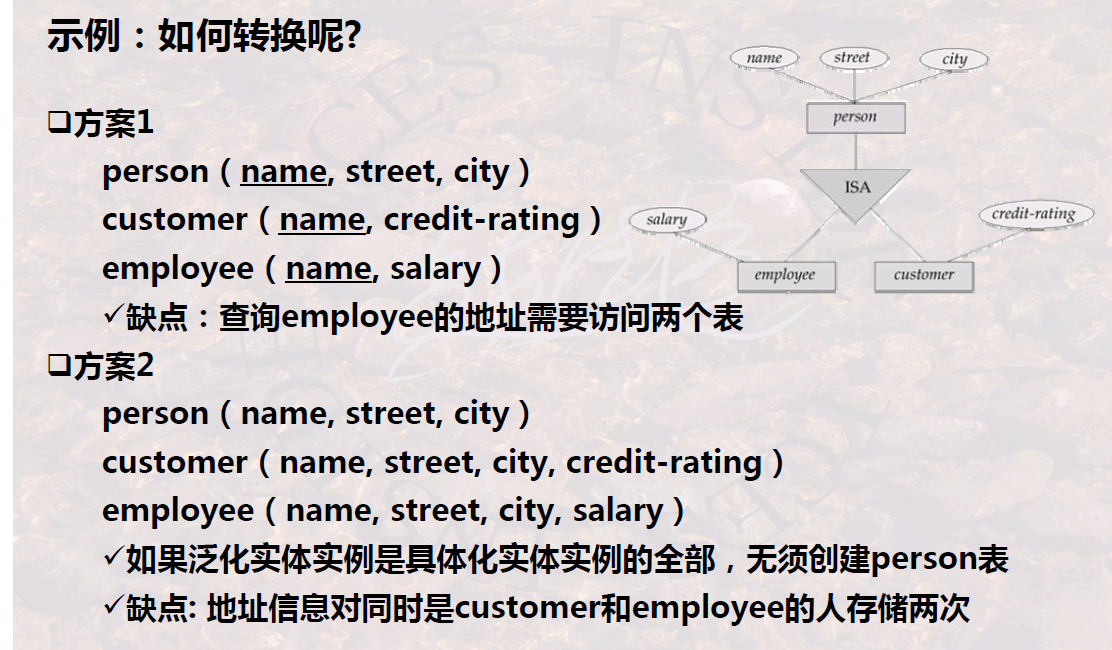 示例：如何转换呢?
❑方案1
person（name, street, city）
customer（name, credit-rating）
employee（name, salary）
✓缺点：查询employee的地址需要访问两个表
❑方案2
person（name, street, city）
customer（name, street, city, credit-rating）
employee（name, street, city, salary）
✓如果泛化实体实例是具体化实体实例的全部，无须创建person表
✓缺点: 地址信息对同时是customer和employee的人存储两次
name
street
city
person
ISA
salary
credit-rating
employee
customer